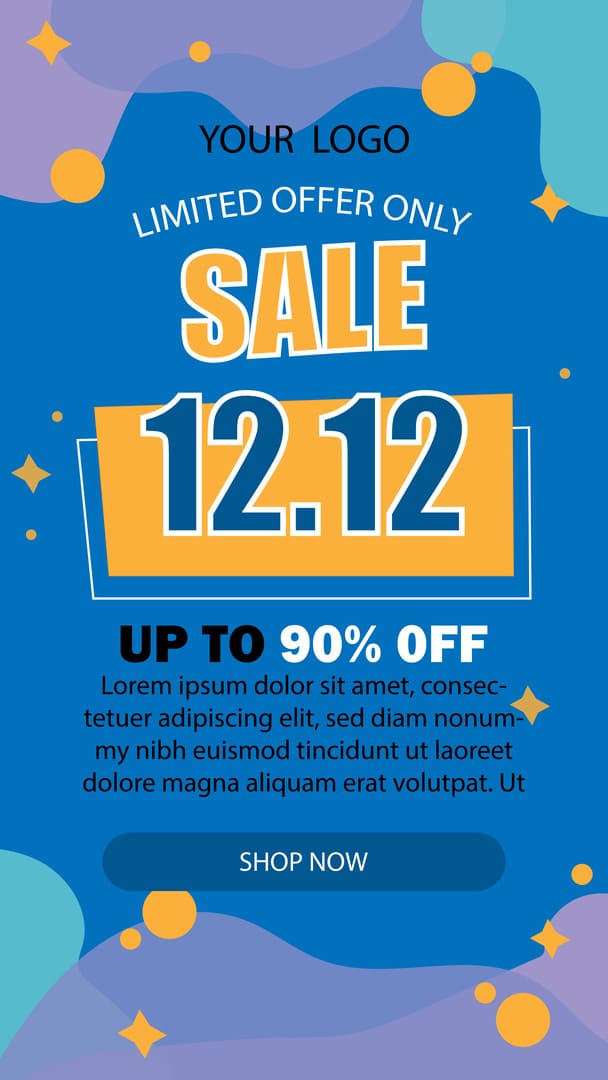 YOUR LOGO
LIMITED OFFER ONLY
SALE
12.12
UP TO 90% OFF
Lorem ipsum dolor sit amet, consec-
tetuer adipiscing elit, sed diam nonum-
my nibh euismod tincidunt ut laoreet
dolore magna aliquam erat volutpat. Ut
SHOP NOW